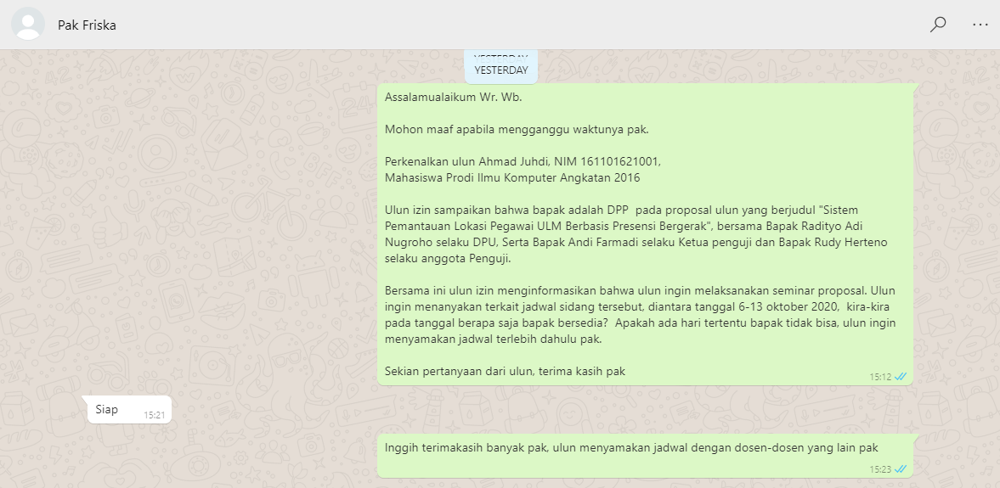 Pak Friska
YESTERDAY
YESTERDAY
Assalamualaikum Wr. Wb.
Mohon maaf apabila mengganggu waktunya pak.
Perkenalkan ulun Ahmad Juhdi, NIM 161101621001,
Mahasiswa Prodi Ilmu Komputer Angkatan 2016
Ulun izin sampaikan bahwa bapak adalah DPP  pada proposal ulun yang berjudul "Sistem
Pemantauan Lokasi Pegawai ULM Berbasis Presensi Bergerak", bersama Bapak Radityo Adi
Nugroho selaku DPU, Serta Bapak Andi Farmadi selaku Ketua penguji dan Bapak Rudy Herteno
selaku anggota Penguji.
Bersama ini ulun izin menginformasikan bahwa ulun ingin melaksanakan seminar proposal. Ulun
ingin menanyakan terkait jadwal sidang tersebut, diantara tanggal 6-13 oktober 2020,  kira-kira
pada tanggal berapa saja bapak bersedia?  Apakah ada hari tertentu bapak tidak bisa, ulun ingin
menyamakan jadwal terlebih dahulu pak.
Sekian pertanyaan dari ulun, terima kasih pak
15:12
Siap
15:21
Inggih terimakasih banyak pak, ulun menyamakan jadwal dengan dosen-dosen yang lain pak
15:23